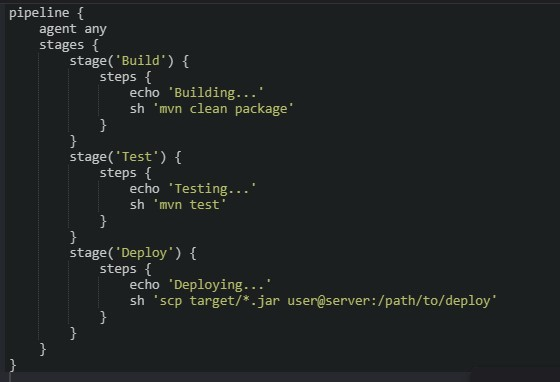 pipeline {
    agent any
    stages {
        stage('Build') {
            steps {
                echo 'Building...'
                sh 'mvn clean package'
            }
        }
        stage('Test') {
            steps {
                echo 'Testing...'
                sh 'mvn test'
            }
        }
        stage('Deploy') {
            steps {
                echo 'Deploying...'
                sh 'scp target/*.jar user@server:/path/to/deploy'
            }
        }
    }
}